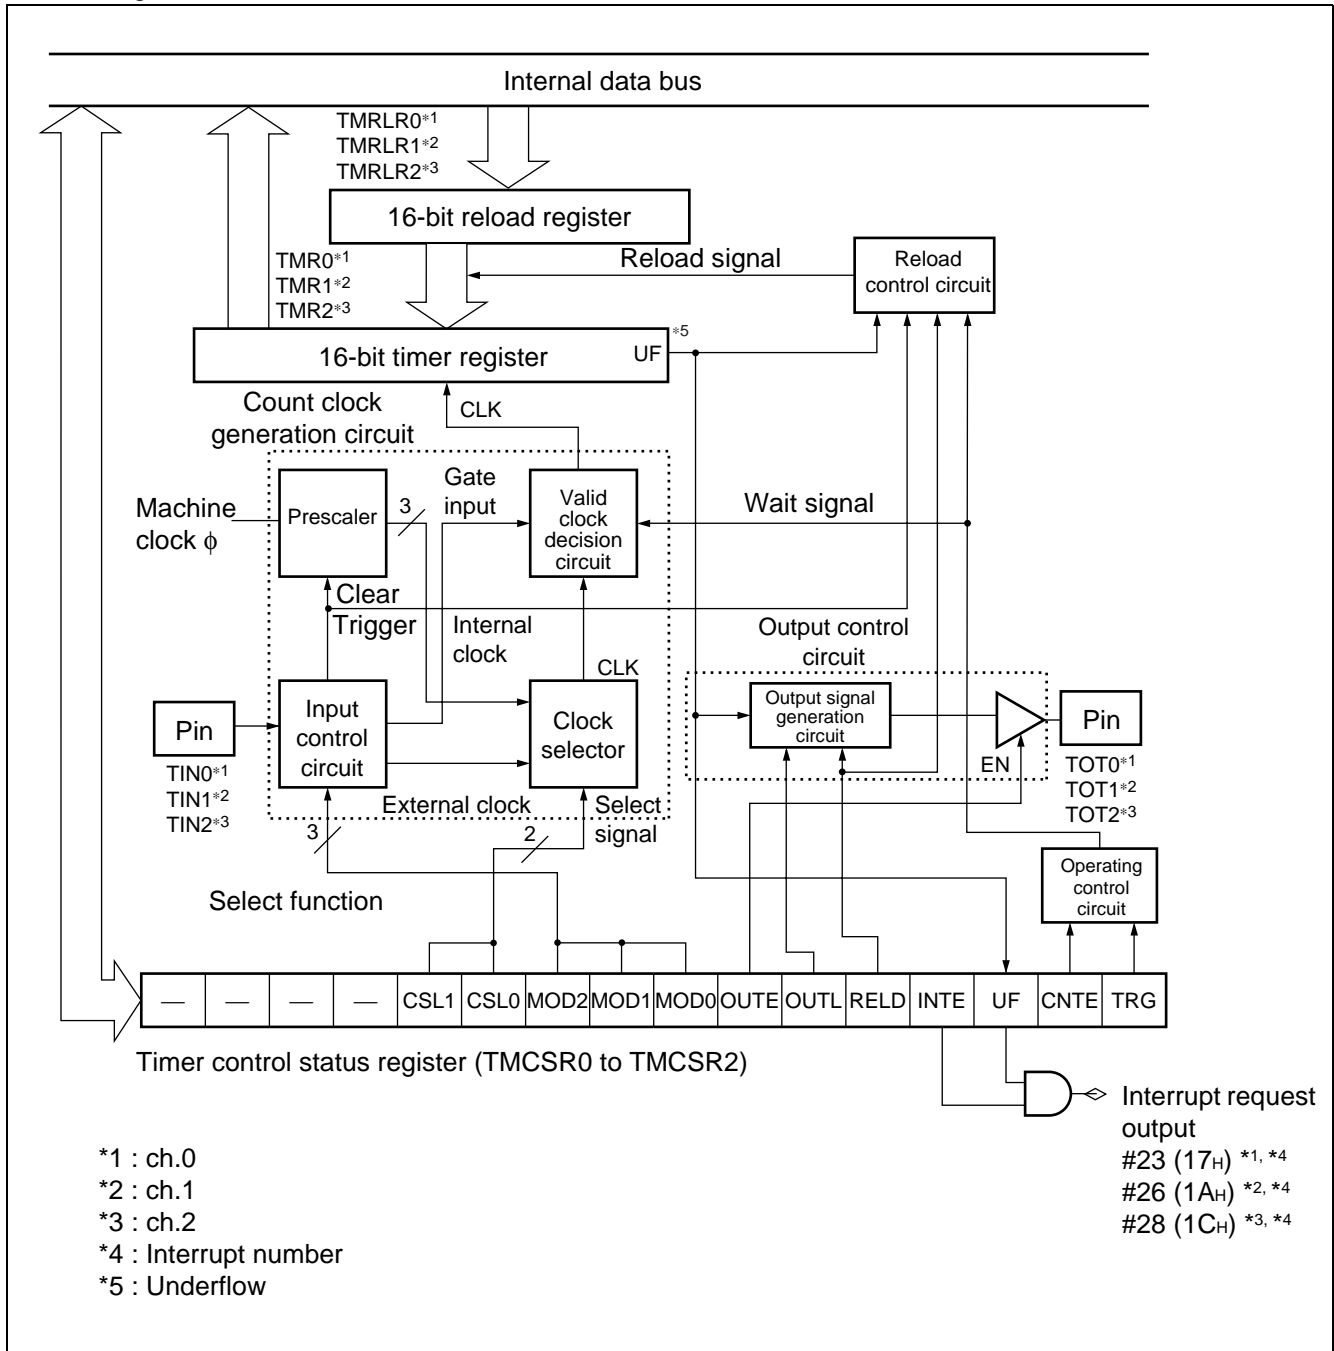 Internal data bus
TMRLR0*1
TMRLR1*2
TMRLR2*3
16-bit reload register
TMR0*1
TMR1*2
TMR2*3
Reload signal
Reload
control circuit
*5
16-bit timer register
UF
Count clock
generation circuit
CLK
Machine
clock ϕ
Prescaler
3
Gate
input
Valid
clock
decision
circuit
Wait signal
Clear
Trigger
Internal
clock
CLK
Output control
circuit
Pin
TIN0*1
TIN1*2
TIN2*3
Input
control
circuit
Clock
selector
Output signal
generation
circuit
EN
Pin
TOT0*1
TOT1*2
TOT2*3
External clock
Select
signal
3
2
Select function
Operating
control
circuit
— — — — CSL1 CSL0 MOD2 MOD1 MOD0 OUTE OUTL RELD INTE UF CNTE TRG
Timer control status register (TMCSR0 to TMCSR2)
Interrupt request
output
#23 (17H) *1, *4
#26 (1AH) *2, *4
#28 (1CH) *3, *4
*1 : ch.0
*2 : ch.1
*3 : ch.2
*4 : Interrupt number
*5 : Underflow